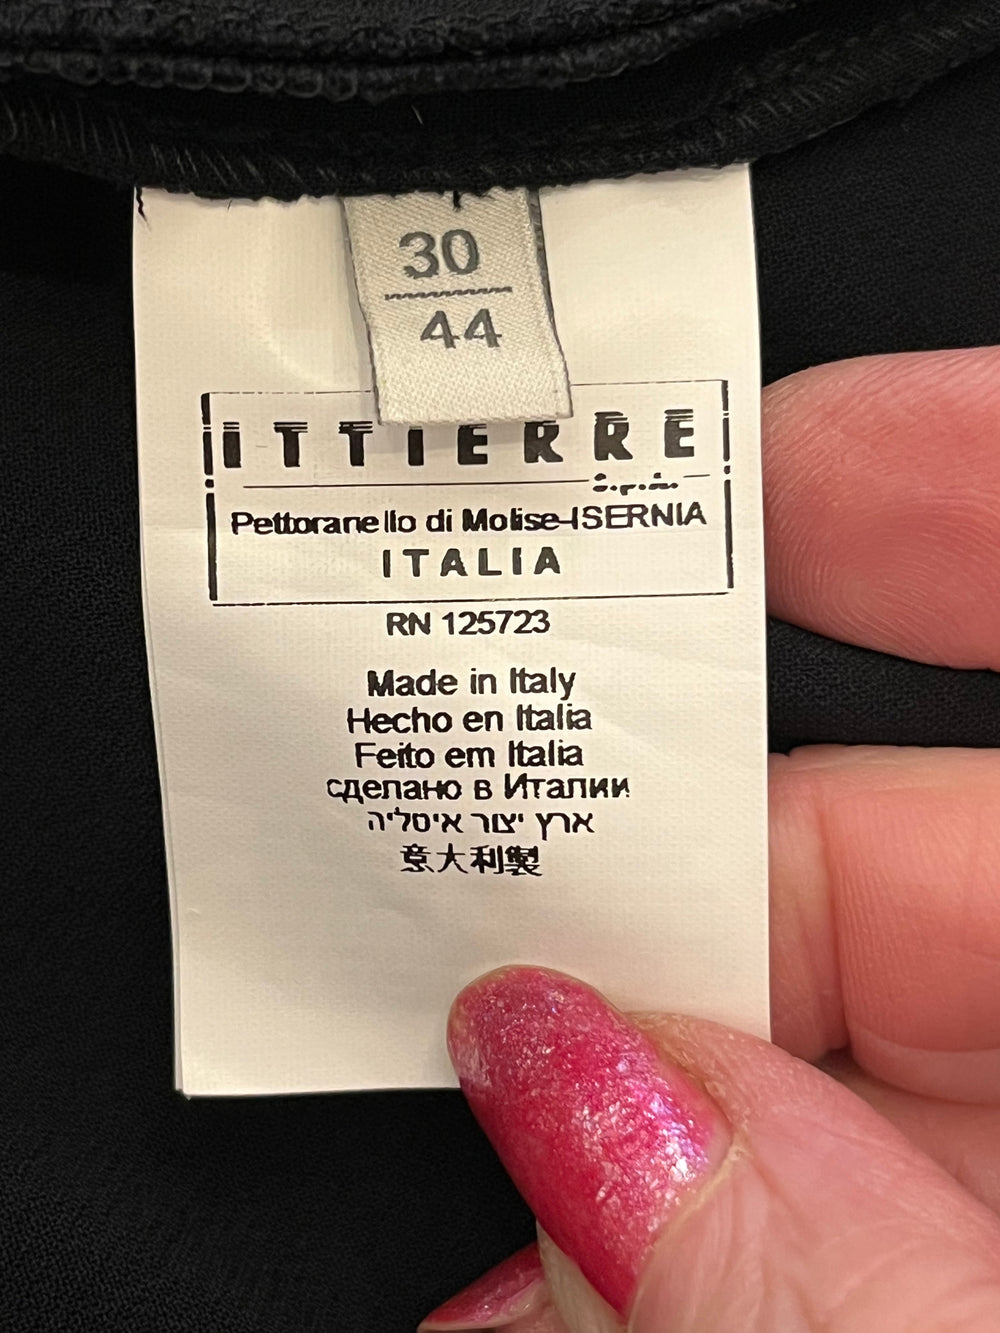 30
44
ITTIERRE
S.p.A.
Pettoranello di Molise-ISERNIA
ITALIA
RN 125723
Made in Italy
Hecho en Italia
Feito em Italia
сделано в Италии
ארץ יצור איטליה
意大利製